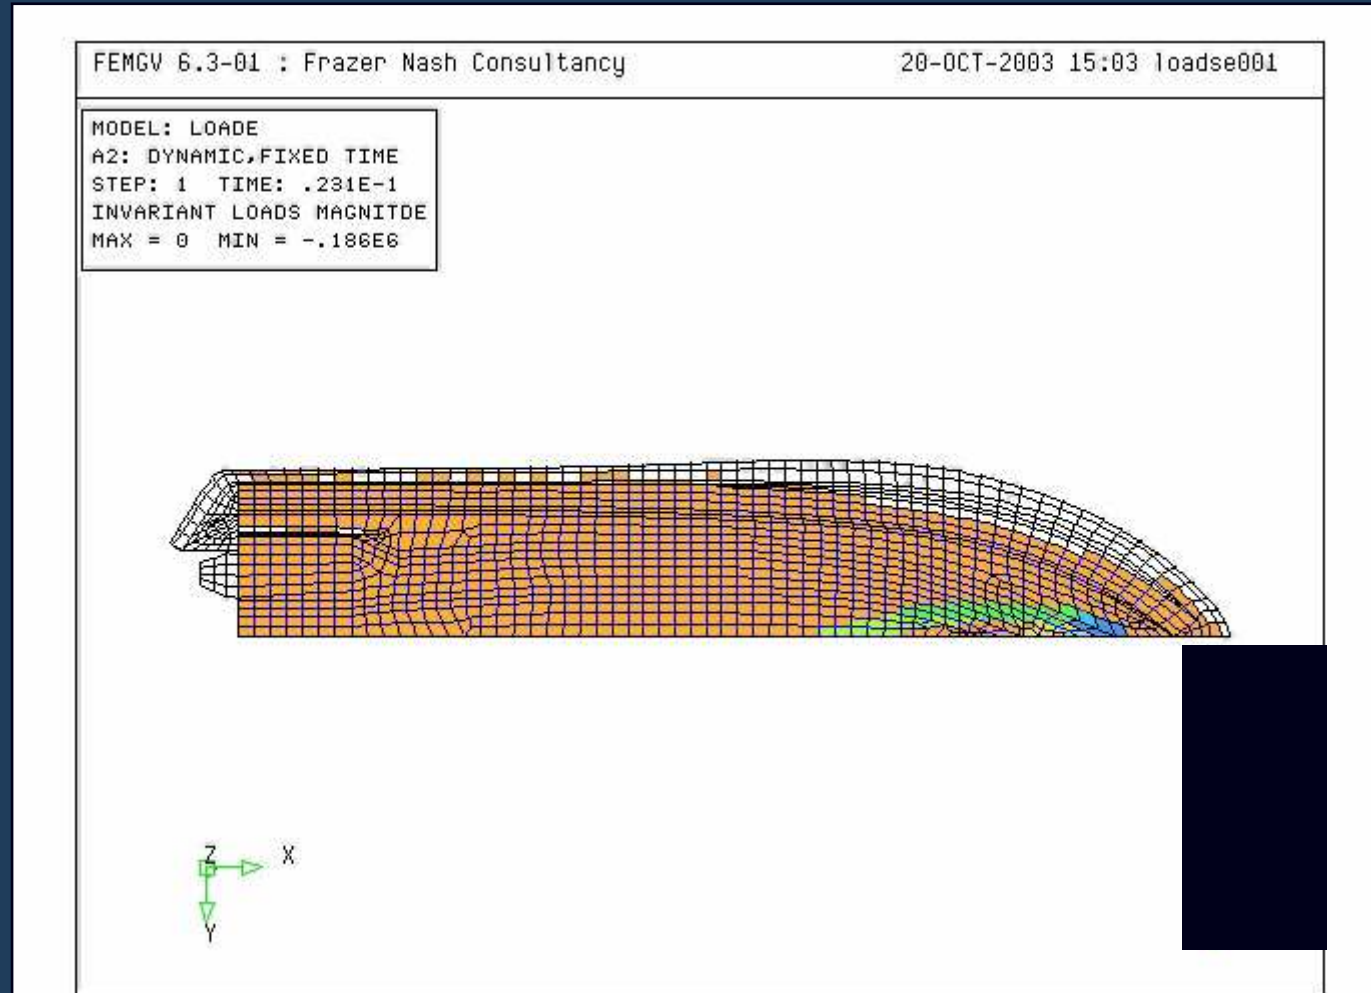 FEMGV 6.3-01 : Frazer Nash Consultancy 20-OCT-2003 15:03 loadse001
MODEL: LOADE
A2: DYNAMIC,FIXED TIME
STEP: 1 TIME: .231E-1
INVARIANT LOADS MAGNITDE
MAX = 0 MIN = -.186E6
Z X
Y